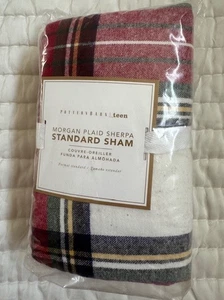 POTTERY BARN teen
MORGAN PLAID SHERPA
STANDARD SHAM
COUVRE-OREILLER
FUNDA PARA ALMOHADA